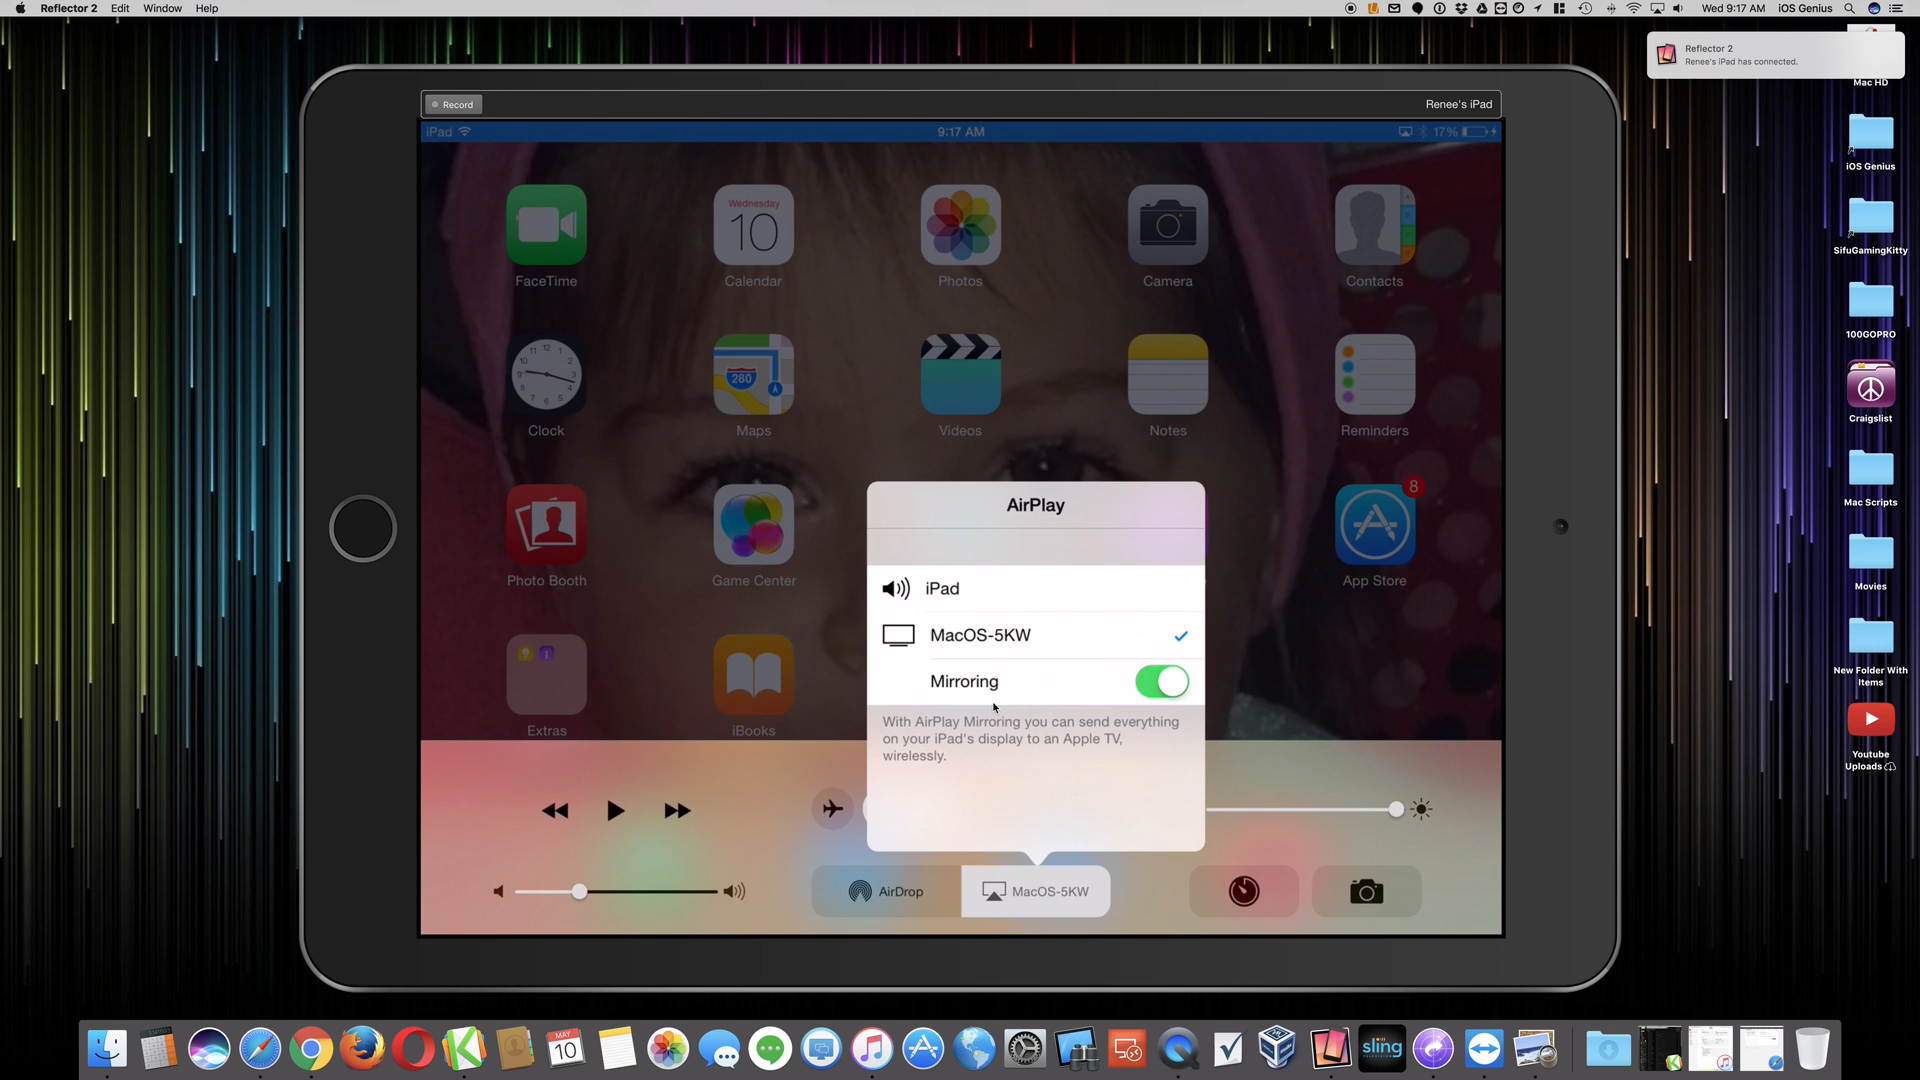 Reflector 2 Edit Window Help
Wed 9:17 AM iOS Genius
Reflector 2
Renee's iPad has connected.
Mac HD
Record
Renee's iPad
iPad 9:17 AM 17%
Wednesday
10
FaceTime Calendar Photos Camera Contacts
280
Clock Maps Videos Notes Reminders
8
Photo Booth Game Center App Store
Extras iBooks
AirPlay
iPad
MacOS-5KW
Mirroring
With AirPlay Mirroring you can send everything
on your iPad's display to an Apple TV,
wirelessly.
AirDrop MacOS-5KW
iOS Genius
SifuGamingKitty
100GOPRO
Craigslist
Mac Scripts
Movies
New Folder With
Items
Youtube
Uploads
MAY
10
sling